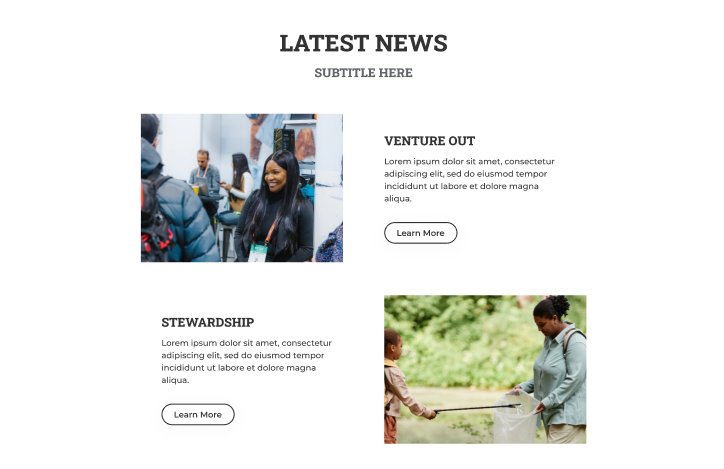 LATEST NEWS
SUBTITLE HERE
VENTURE OUT
Lorem ipsum dolor sit amet, consectetur
adipiscing elit, sed do eiusmod tempor
incididunt ut labore et dolore magna
aliqua.
Learn More
STEWARDSHIP
Lorem ipsum dolor sit amet, consectetur
adipiscing elit, sed do eiusmod tempor
incididunt ut labore et dolore magna
aliqua.
Learn More